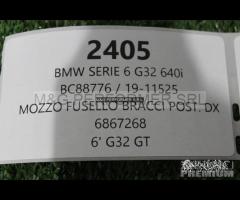 2405
BMW SERIE 6 G32 640i
BC88776 / 19-11525
MOZZO FUSELLO BRACCI POST. DX
6867268
6' G32 GT